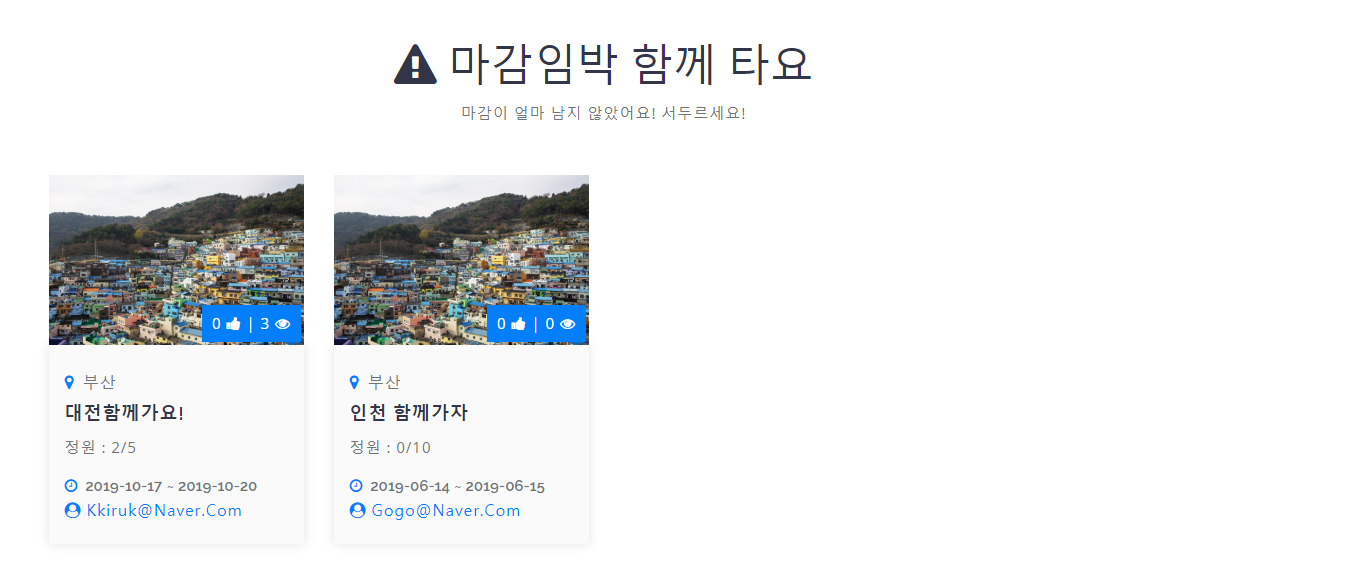 마감임박 함께 타요
마감이 얼마 남지 않았어요! 서두르세요!
0 | 3
부산
대전함께가요!
정원 : 2/5
2019-10-17 ~ 2019-10-20
Kkiruk@Naver.Com
0 | 0
부산
인천 함께가자
정원 : 0/10
2019-06-14 ~ 2019-06-15
Gogo@Naver.Com